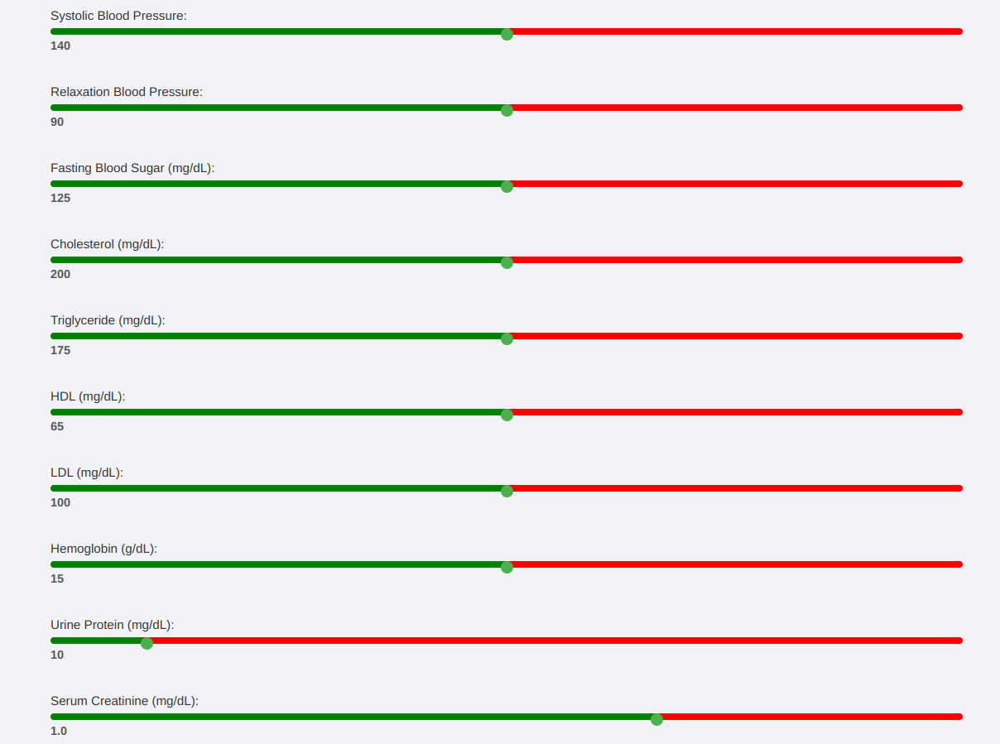 Systolic Blood Pressure:
140
Relaxation Blood Pressure:
90
Fasting Blood Sugar (mg/dL):
125
Cholesterol (mg/dL):
200
Triglyceride (mg/dL):
175
HDL (mg/dL):
65
LDL (mg/dL):
100
Hemoglobin (g/dL):
15
Urine Protein (mg/dL):
10
Serum Creatinine (mg/dL):
1.0